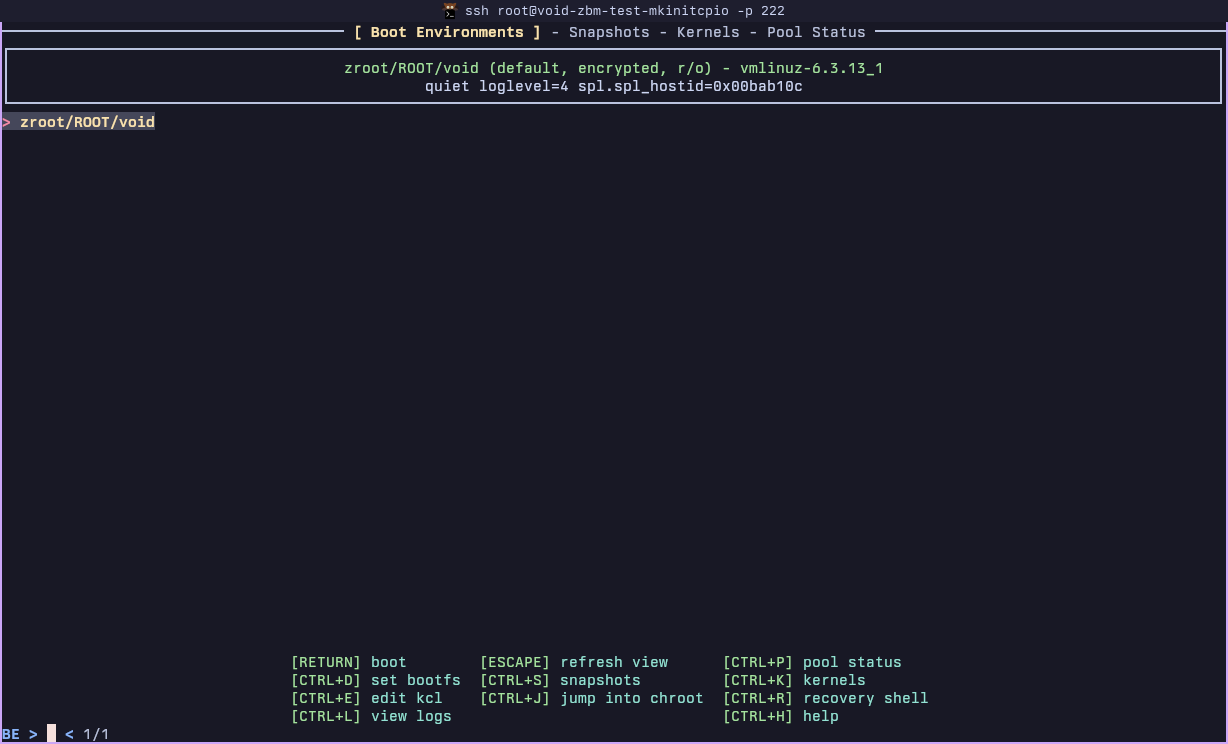 ssh root@void-zbm-test-mkinitcpio -p 222
[ Boot Environments ] - Snapshots - Kernels - Pool Status
zroot/ROOT/void (default, encrypted, r/o) - vmlinuz-6.3.13_1
quiet loglevel=4 spl.spl_hostid=0x00bab10c
> zroot/ROOT/void
[RETURN] boot [ESCAPE] refresh view [CTRL+P] pool status
[CTRL+D] set bootfs [CTRL+S] snapshots [CTRL+K] kernels
[CTRL+E] edit kcl [CTRL+J] jump into chroot [CTRL+R] recovery shell
[CTRL+L] view logs [CTRL+H] help
BE > < 1/1